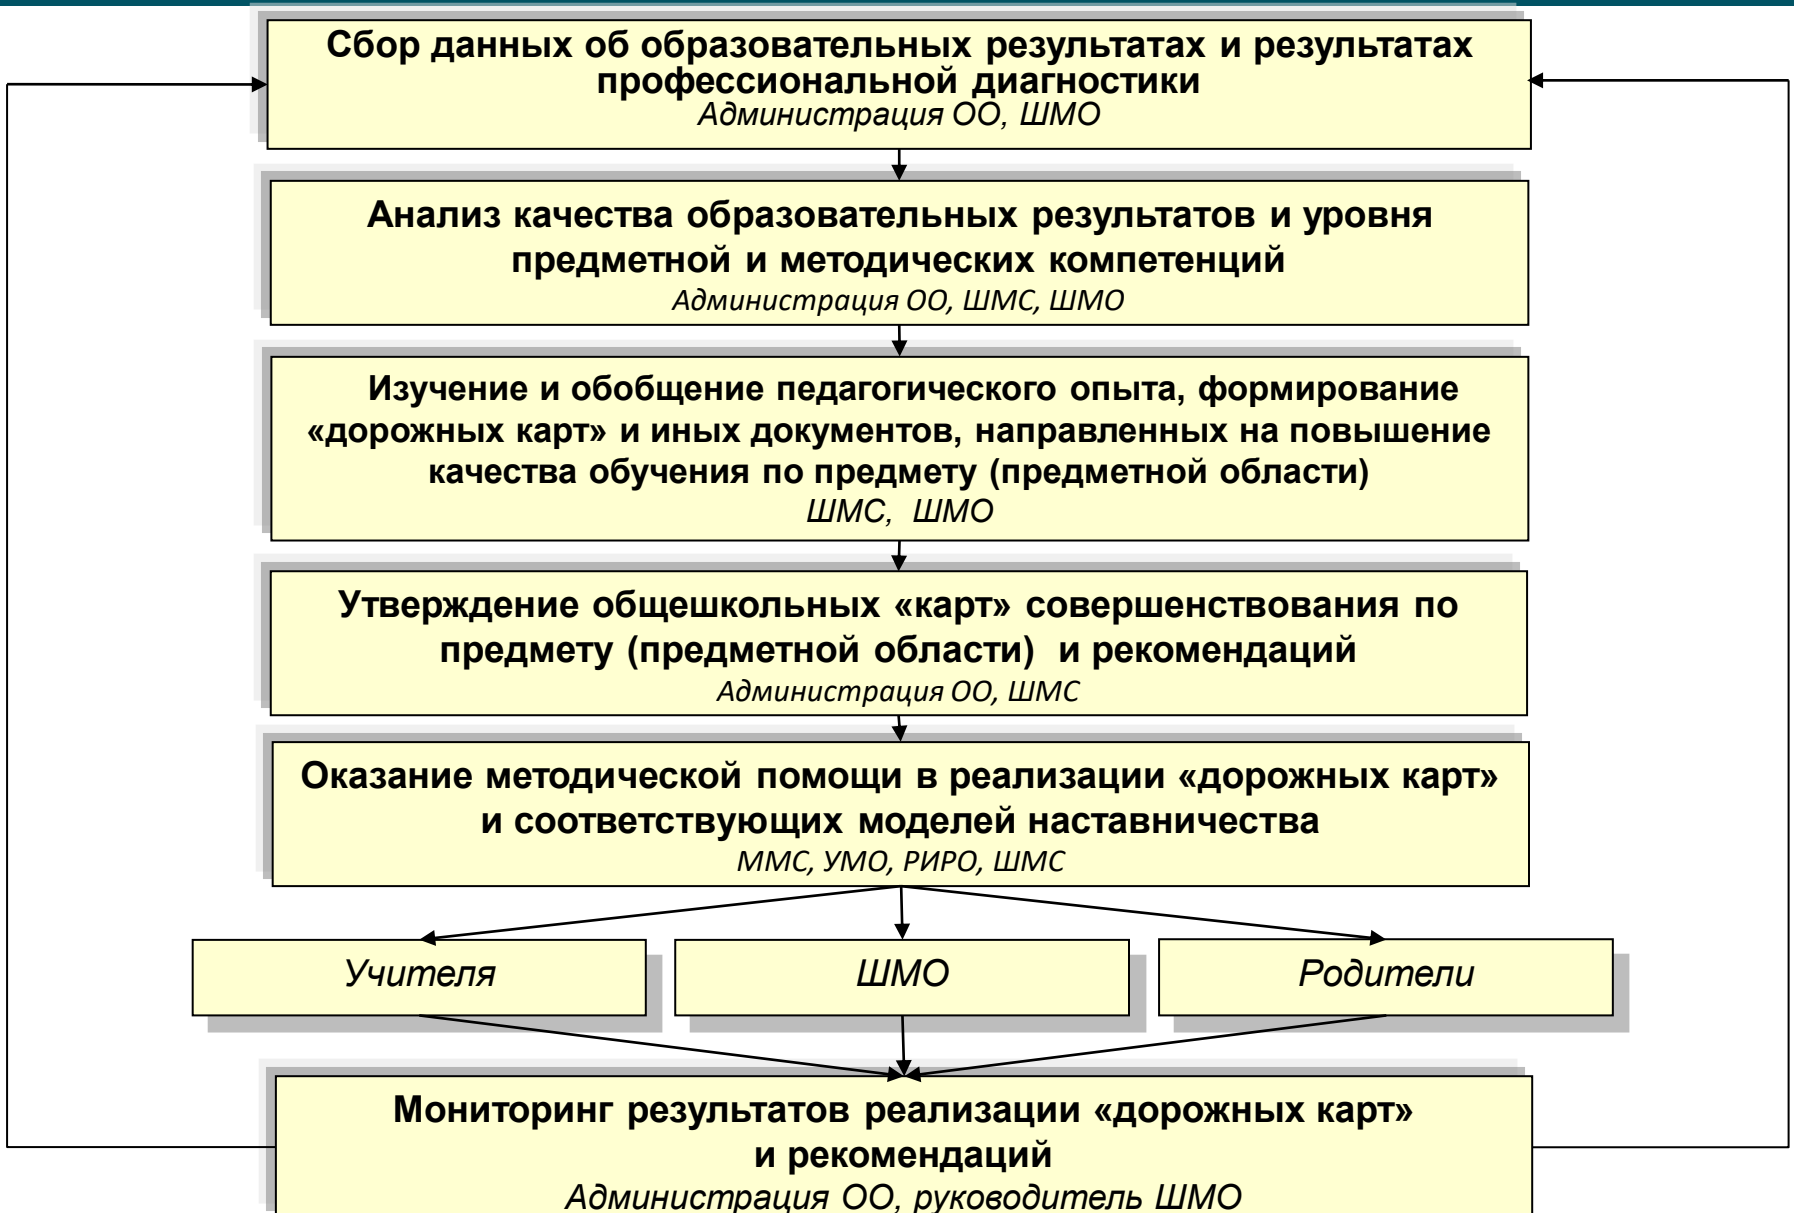 Сбор данных об образовательных результатах и результатах
профессиональной диагностики
Администрация ОО, ШМО
Анализ качества образовательных результатов и уровня
предметной и методических компетенций
Администрация ОО, ШМС, ШМО
Изучение и обобщение педагогического опыта, формирование
«дорожных карт» и иных документов, направленных на повышение
качества обучения по предмету (предметной области)
ШМС, ШМО
Утверждение общешкольных «карт» совершенствования по
предмету (предметной области) и рекомендаций
Администрация ОО, ШМС
Оказание методической помощи в реализации «дорожных карт»
и соответствующих моделей наставничества
ММС, УМО, РИРО, ШМС
Учителя
ШМО
Родители
Мониторинг результатов реализации «дорожных карт»
и рекомендаций
Администрация ОО, руководитель ШМО